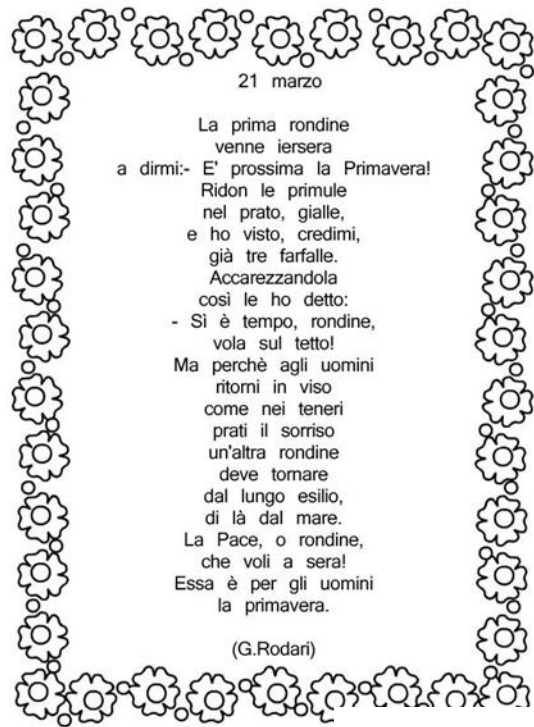 21 marzo
La prima rondine
venne iersera
a dirmi:- E' prossima la Primavera!
Ridon le primule
nel prato, gialle,
e ho visto, credimi,
già tre farfalle.
Accarezzandola
così le ho detto:
- Sì è tempo, rondine,
vola sul tetto!
Ma perchè agli uomini
ritorni in viso
come nei teneri
prati il sorriso
un'altra rondine
deve tornare
dal lungo esilio,
di là dal mare.
La Pace, o rondine,
che voli a sera!
Essa è per gli uomini
la primavera.
(G.Rodari)